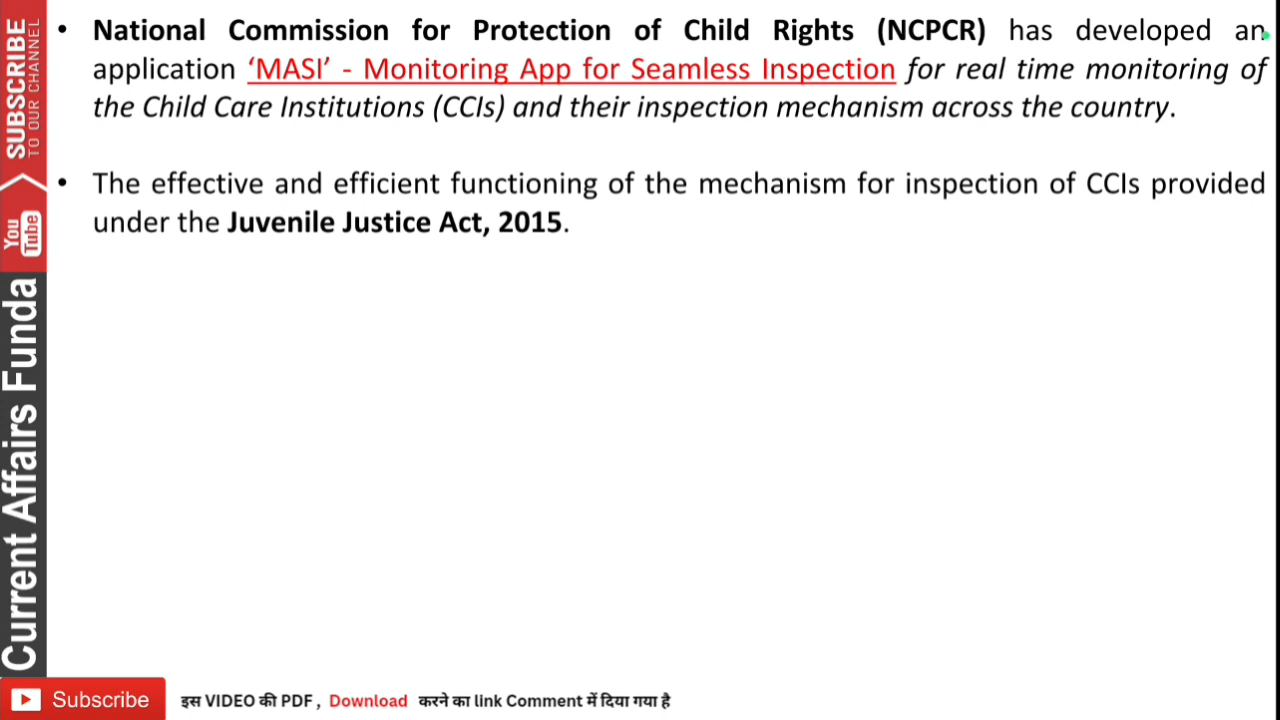 • National Commission for Protection of Child Rights (NCPCR) has developed an
application ‘MASI’ - Monitoring App for Seamless Inspection for real time monitoring of
the Child Care Institutions (CCIs) and their inspection mechanism across the country.
• The effective and efficient functioning of the mechanism for inspection of CCIs provided
under the Juvenile Justice Act, 2015.
SUBSCRIBE
TO OUR CHANNEL
You
Tube
Current Affairs Funda
Subscribe
इस VIDEO की PDF , Download करने का link Comment में दिया गया है